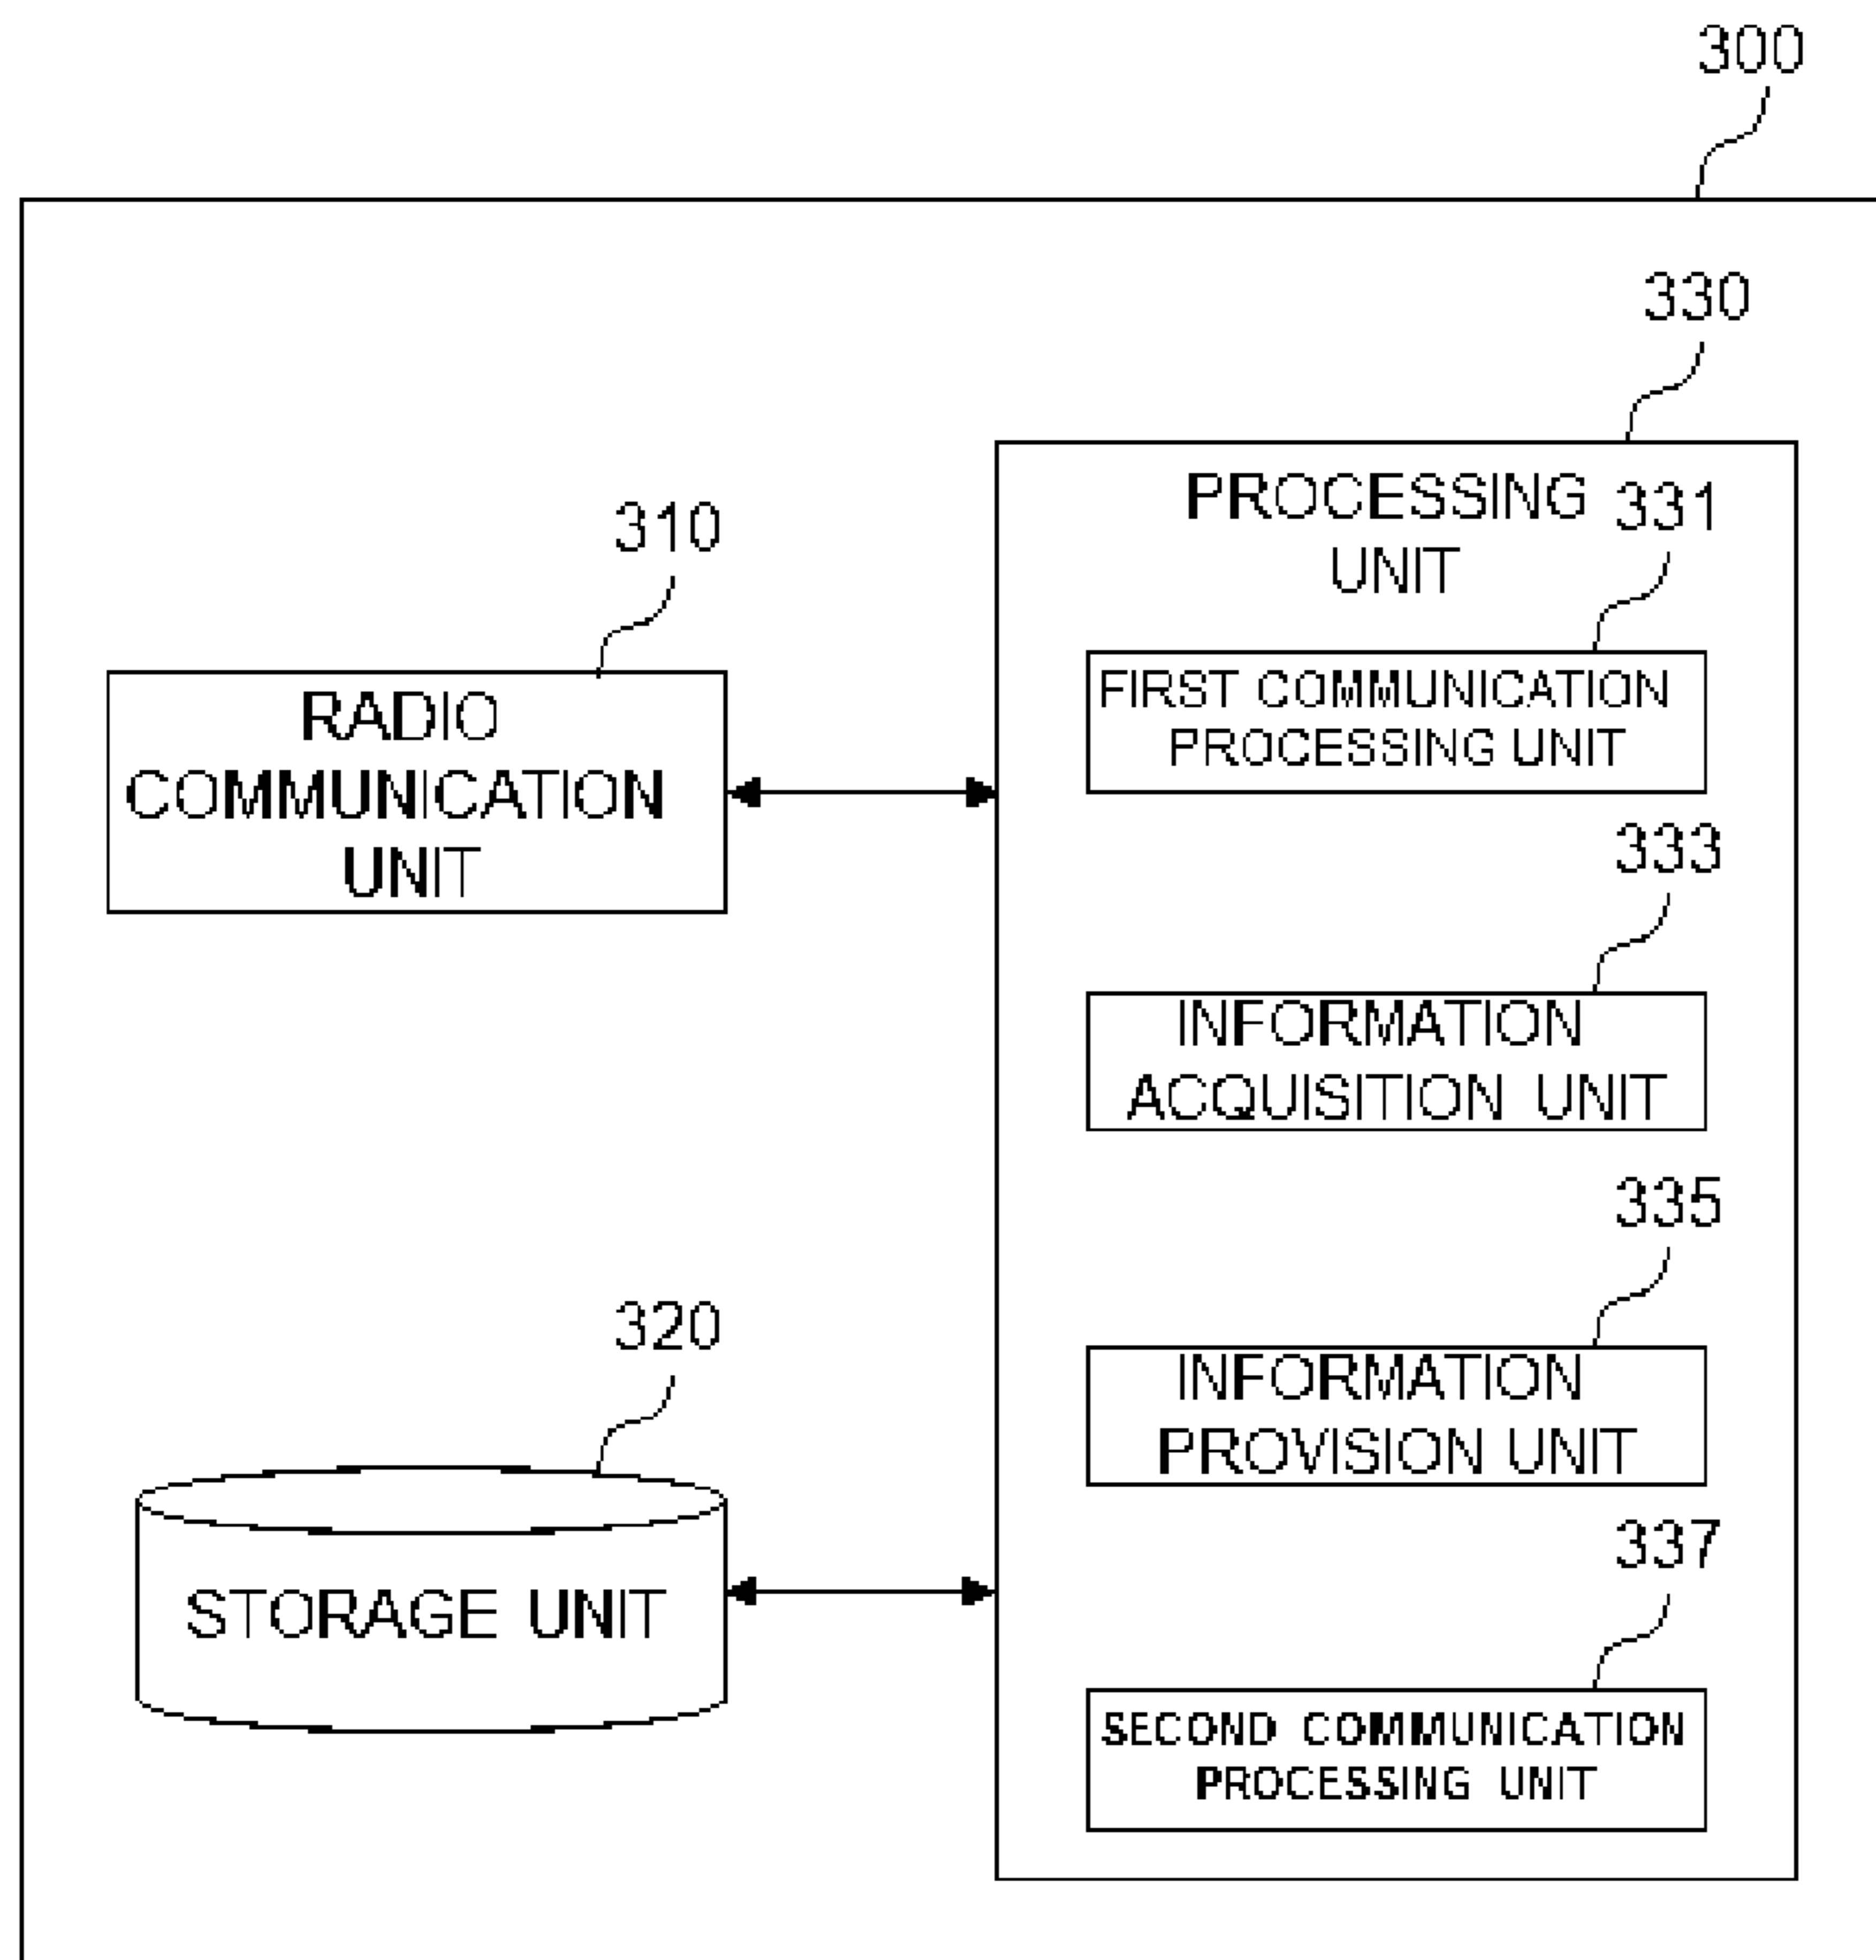 300
330
PROCESSING
UNIT
331
FIRST COMMUNICATION
PROCESSING UNIT
310
RADIO
COMMUNICATION
UNIT
333
INFORMATION
ACQUISITION UNIT
335
INFORMATION
PROVISION UNIT
320
STORAGE UNIT
337
SECOND COMMUNICATION
PROCESSING UNIT